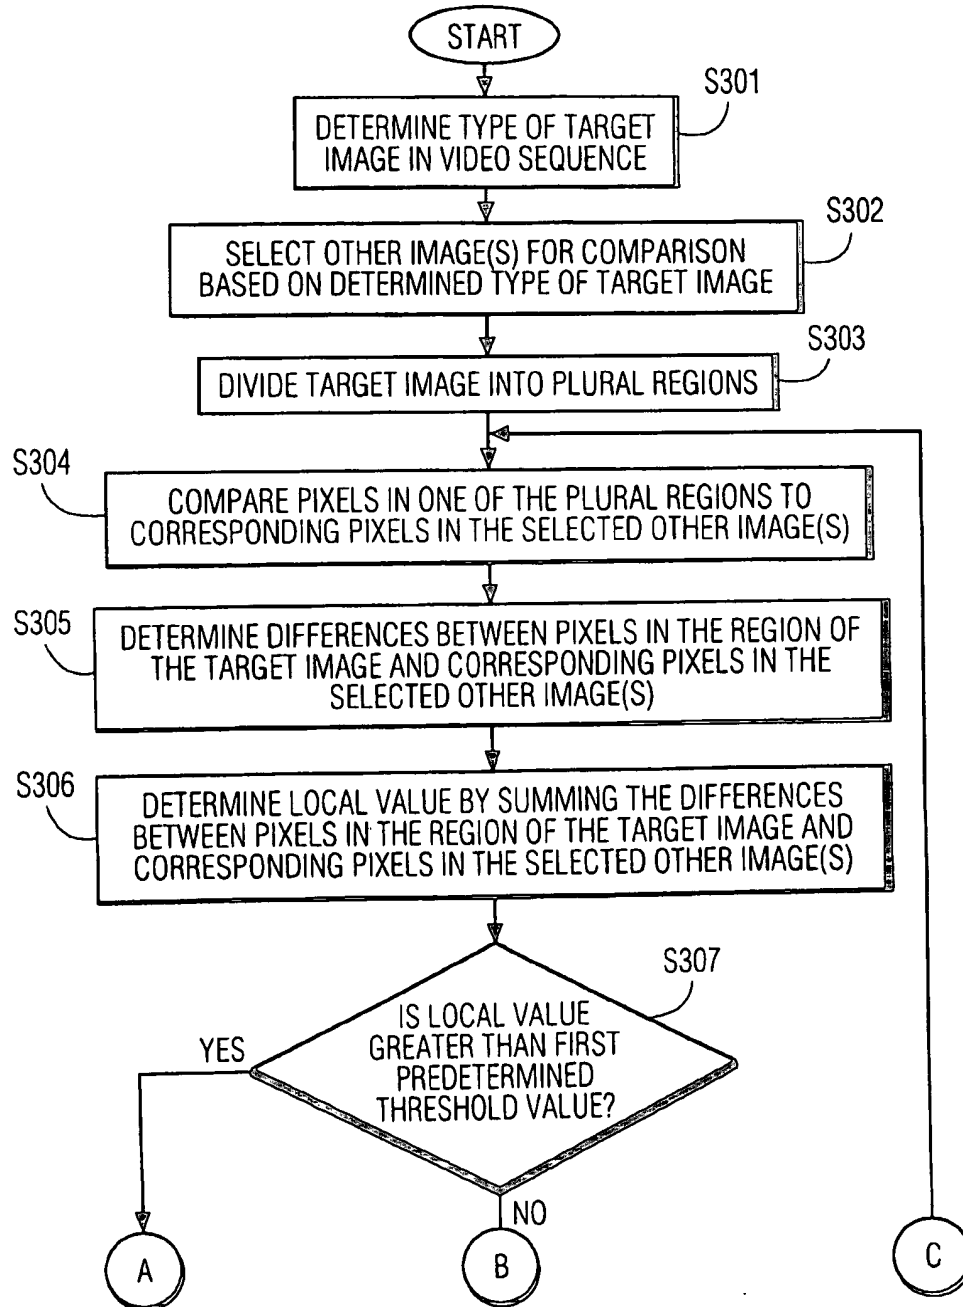 START
S301
DETERMINE TYPE OF TARGET
IMAGE IN VIDEO SEQUENCE
S302
SELECT OTHER IMAGE(S) FOR COMPARISON
BASED ON DETERMINED TYPE OF TARGET IMAGE
S303
DIVIDE TARGET IMAGE INTO PLURAL REGIONS
S304
COMPARE PIXELS IN ONE OF THE PLURAL REGIONS TO
CORRESPONDING PIXELS IN THE SELECTED OTHER IMAGE(S)
S305
DETERMINE DIFFERENCES BETWEEN PIXELS IN THE REGION OF
THE TARGET IMAGE AND CORRESPONDING PIXELS IN THE
SELECTED OTHER IMAGE(S)
S306
DETERMINE LOCAL VALUE BY SUMMING THE DIFFERENCES
BETWEEN PIXELS IN THE REGION OF THE TARGET IMAGE AND
CORRESPONDING PIXELS IN THE SELECTED OTHER IMAGE(S)
S307
IS LOCAL VALUE
GREATER THAN FIRST
PREDETERMINED
THRESHOLD VALUE?
YES
NO
A
B
C